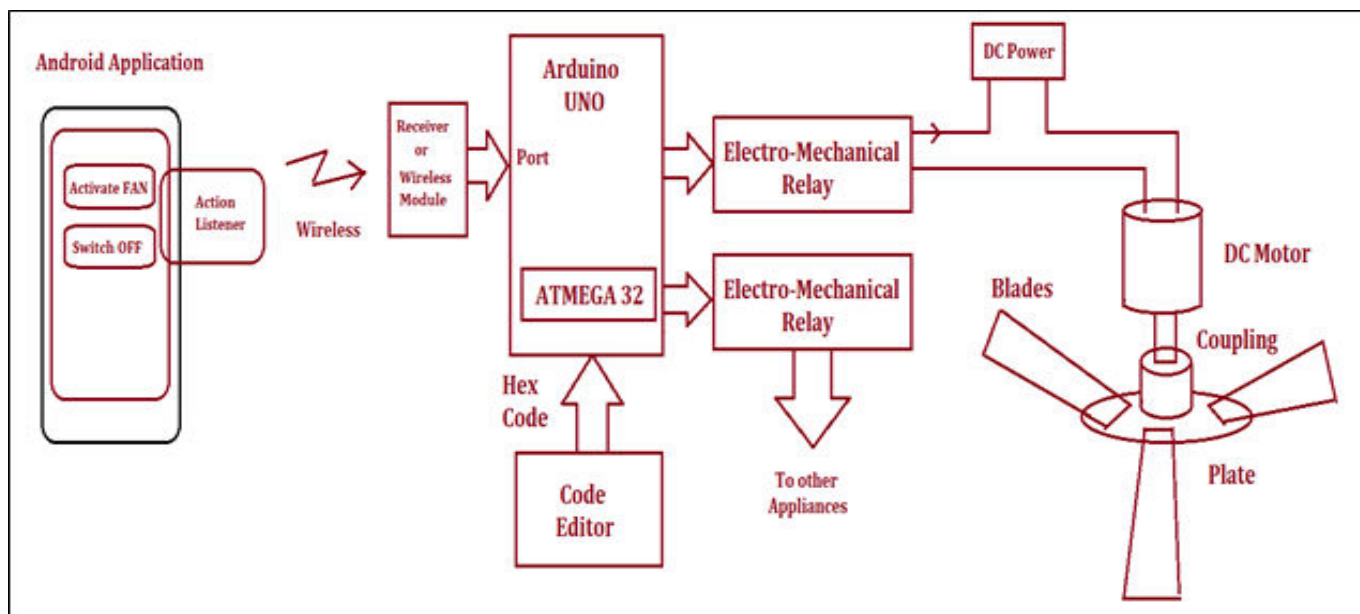 Android Application
Activate FAN
Switch OFF
Action
Listener
Wireless
Receiver
or
Wireless
Module
Arduino
UNO
Port
ATMEGA 32
Hex
Code
Code
Editor
Electro-Mechanical
Relay
Electro-Mechanical
Relay
To other
Appliances
DC Power
DC Motor
Blades
Coupling
Plate